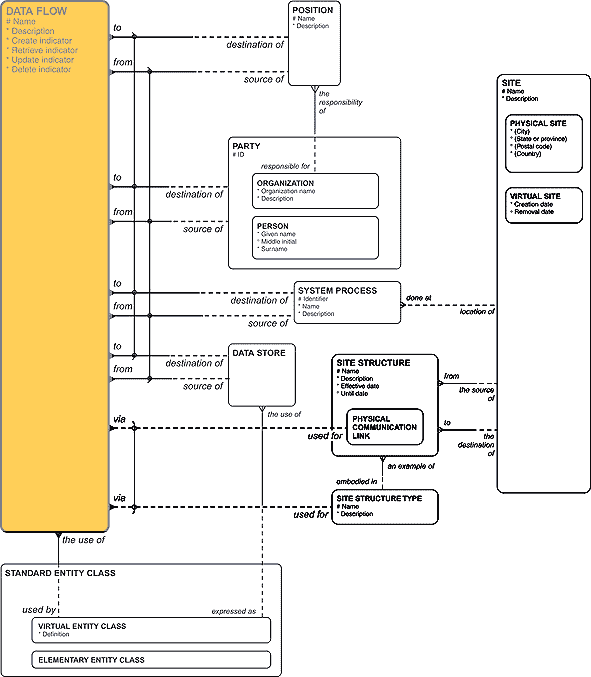 DATA FLOW
# Name
* Description
* Create indicator
* Retrieve indicator
* Update indicator
* Delete indicator
to
destination of
from
source of
POSITION
# Name
* Description
the
responsibility
of
PARTY
# ID
responsible for
ORGANIZATION
* Organization name
* Description
PERSON
* Given name
* Middle initial
* Surname
to
destination of
from
source of
SITE
# Name
* Description
PHYSICAL SITE
* (City)
* (State or province)
* (Postal code)
* (Country)
VIRTUAL SITE
* Creation date
* Removal date
to
destination of
from
source of
SYSTEM PROCESS
# Identifier
* Name
* Description
done at
location of
to
destination of
from
source of
DATA STORE
the use of
SITE STRUCTURE
# Name
* Description
* Effective date
* Until date
PHYSICAL
COMMUNICATION
LINK
from
the source
of
to
the
destination
of
via
used for
an example of
embodied in
via
used for
SITE STRUCTURE TYPE
# Name
* Description
the use of
STANDARD ENTITY CLASS
used by
expressed as
VIRTUAL ENTITY CLASS
* Definition
ELEMENTARY ENTITY CLASS